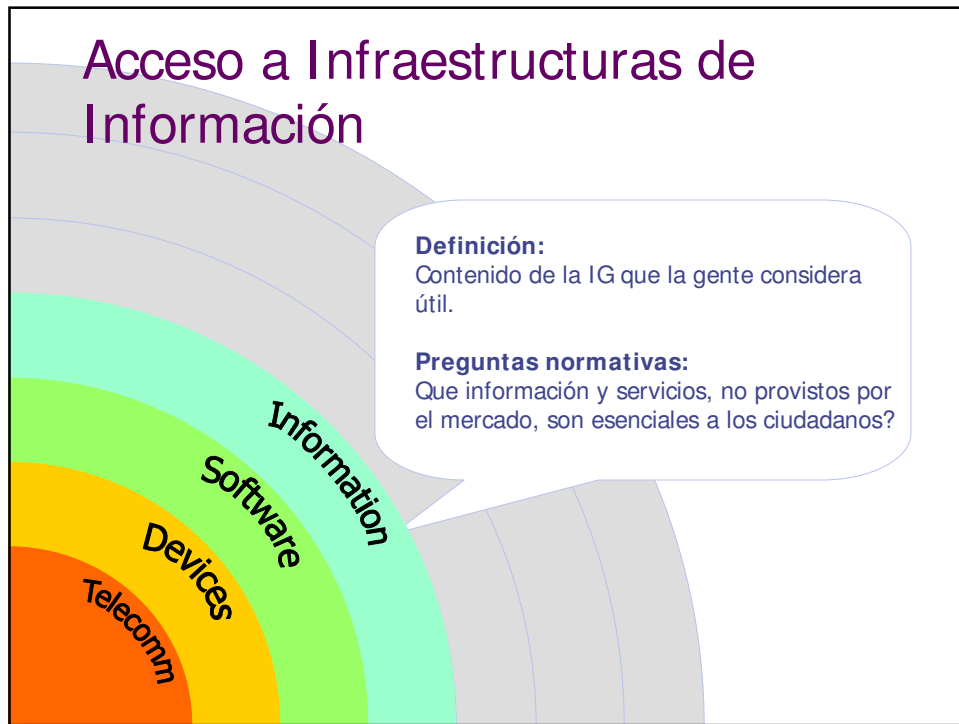 Acceso a Infraestructuras de
Información
Definición:
Contenido de la IG que la gente considera
útil.
Preguntas normativas:
Que información y servicios, no provistos por
el mercado, son esenciales a los ciudadanos?
Information
Software
Devices
Telecomm